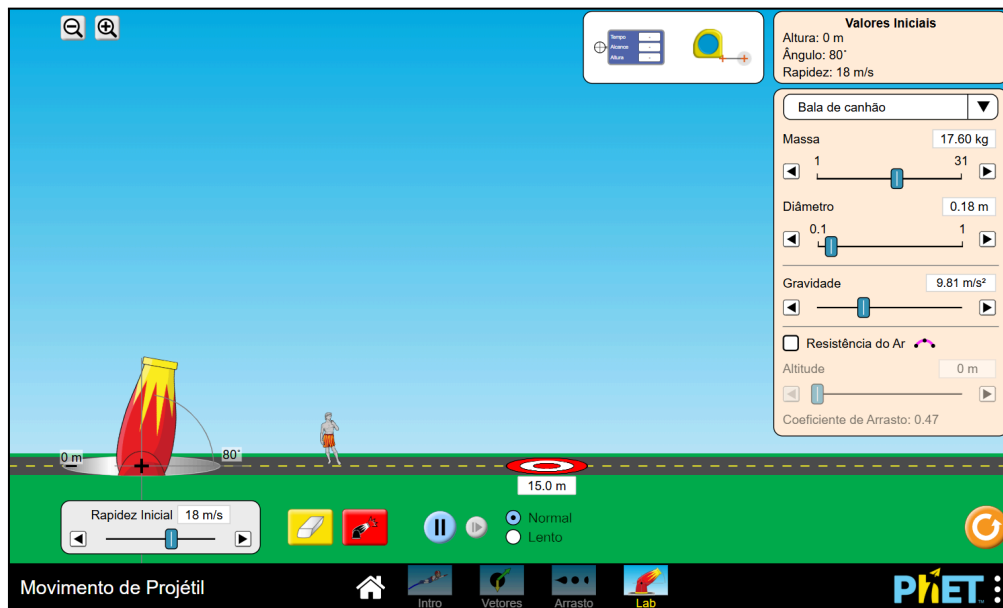 Tempo -
Alcance -
Altura -
Valores Iniciais
Altura: 0 m
Ângulo: 80˚
Rapidez: 18 m/s
Bala de canhão
Massa 17.60 kg
1 31
Diâmetro 0.18 m
0.1 1
Gravidade 9.81 m/s²
Resistência do Ar
Altitude 0 m
Coeficiente de Arrasto: 0.47
0 m
80˚
15.0 m
Rapidez Inicial 18 m/s
Normal
Lento
Movimento de Projétil
Intro
Vetores
Arrasto
Lab
PhET